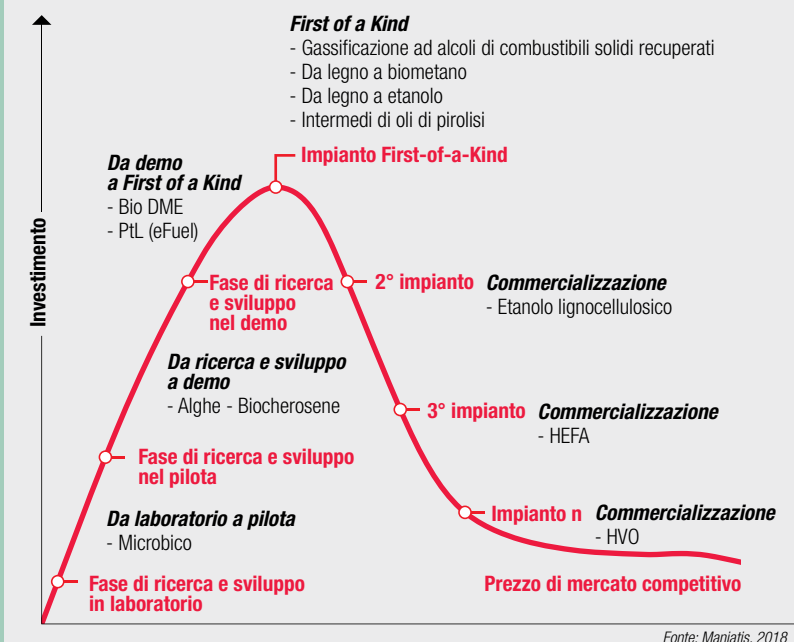 First of a Kind
- Gassificazione ad alcoli di combustibili solidi recuperati
- Da legno a biometano
- Da legno a etanolo
- Intermedi di oli di pirolisi
Impianto First-of-a-Kind
Da demo
a First of a Kind
- Bio DME
- PtL (eFuel)
Investimento
Fase di ricerca
e sviluppo
nel demo
2° impianto
Commercializzazione
- Etanolo lignocellulosico
Da ricerca e sviluppo
a demo
- Alghe - Biocherosene
3° impianto
Commercializzazione
- HEFA
Fase di ricerca e sviluppo
nel pilota
Da laboratorio a pilota
- Microbico
Impianto n
Commercializzazione
- HVO
Fase di ricerca e sviluppo
in laboratorio
Prezzo di mercato competitivo
Fonte: Maniatis, 2018